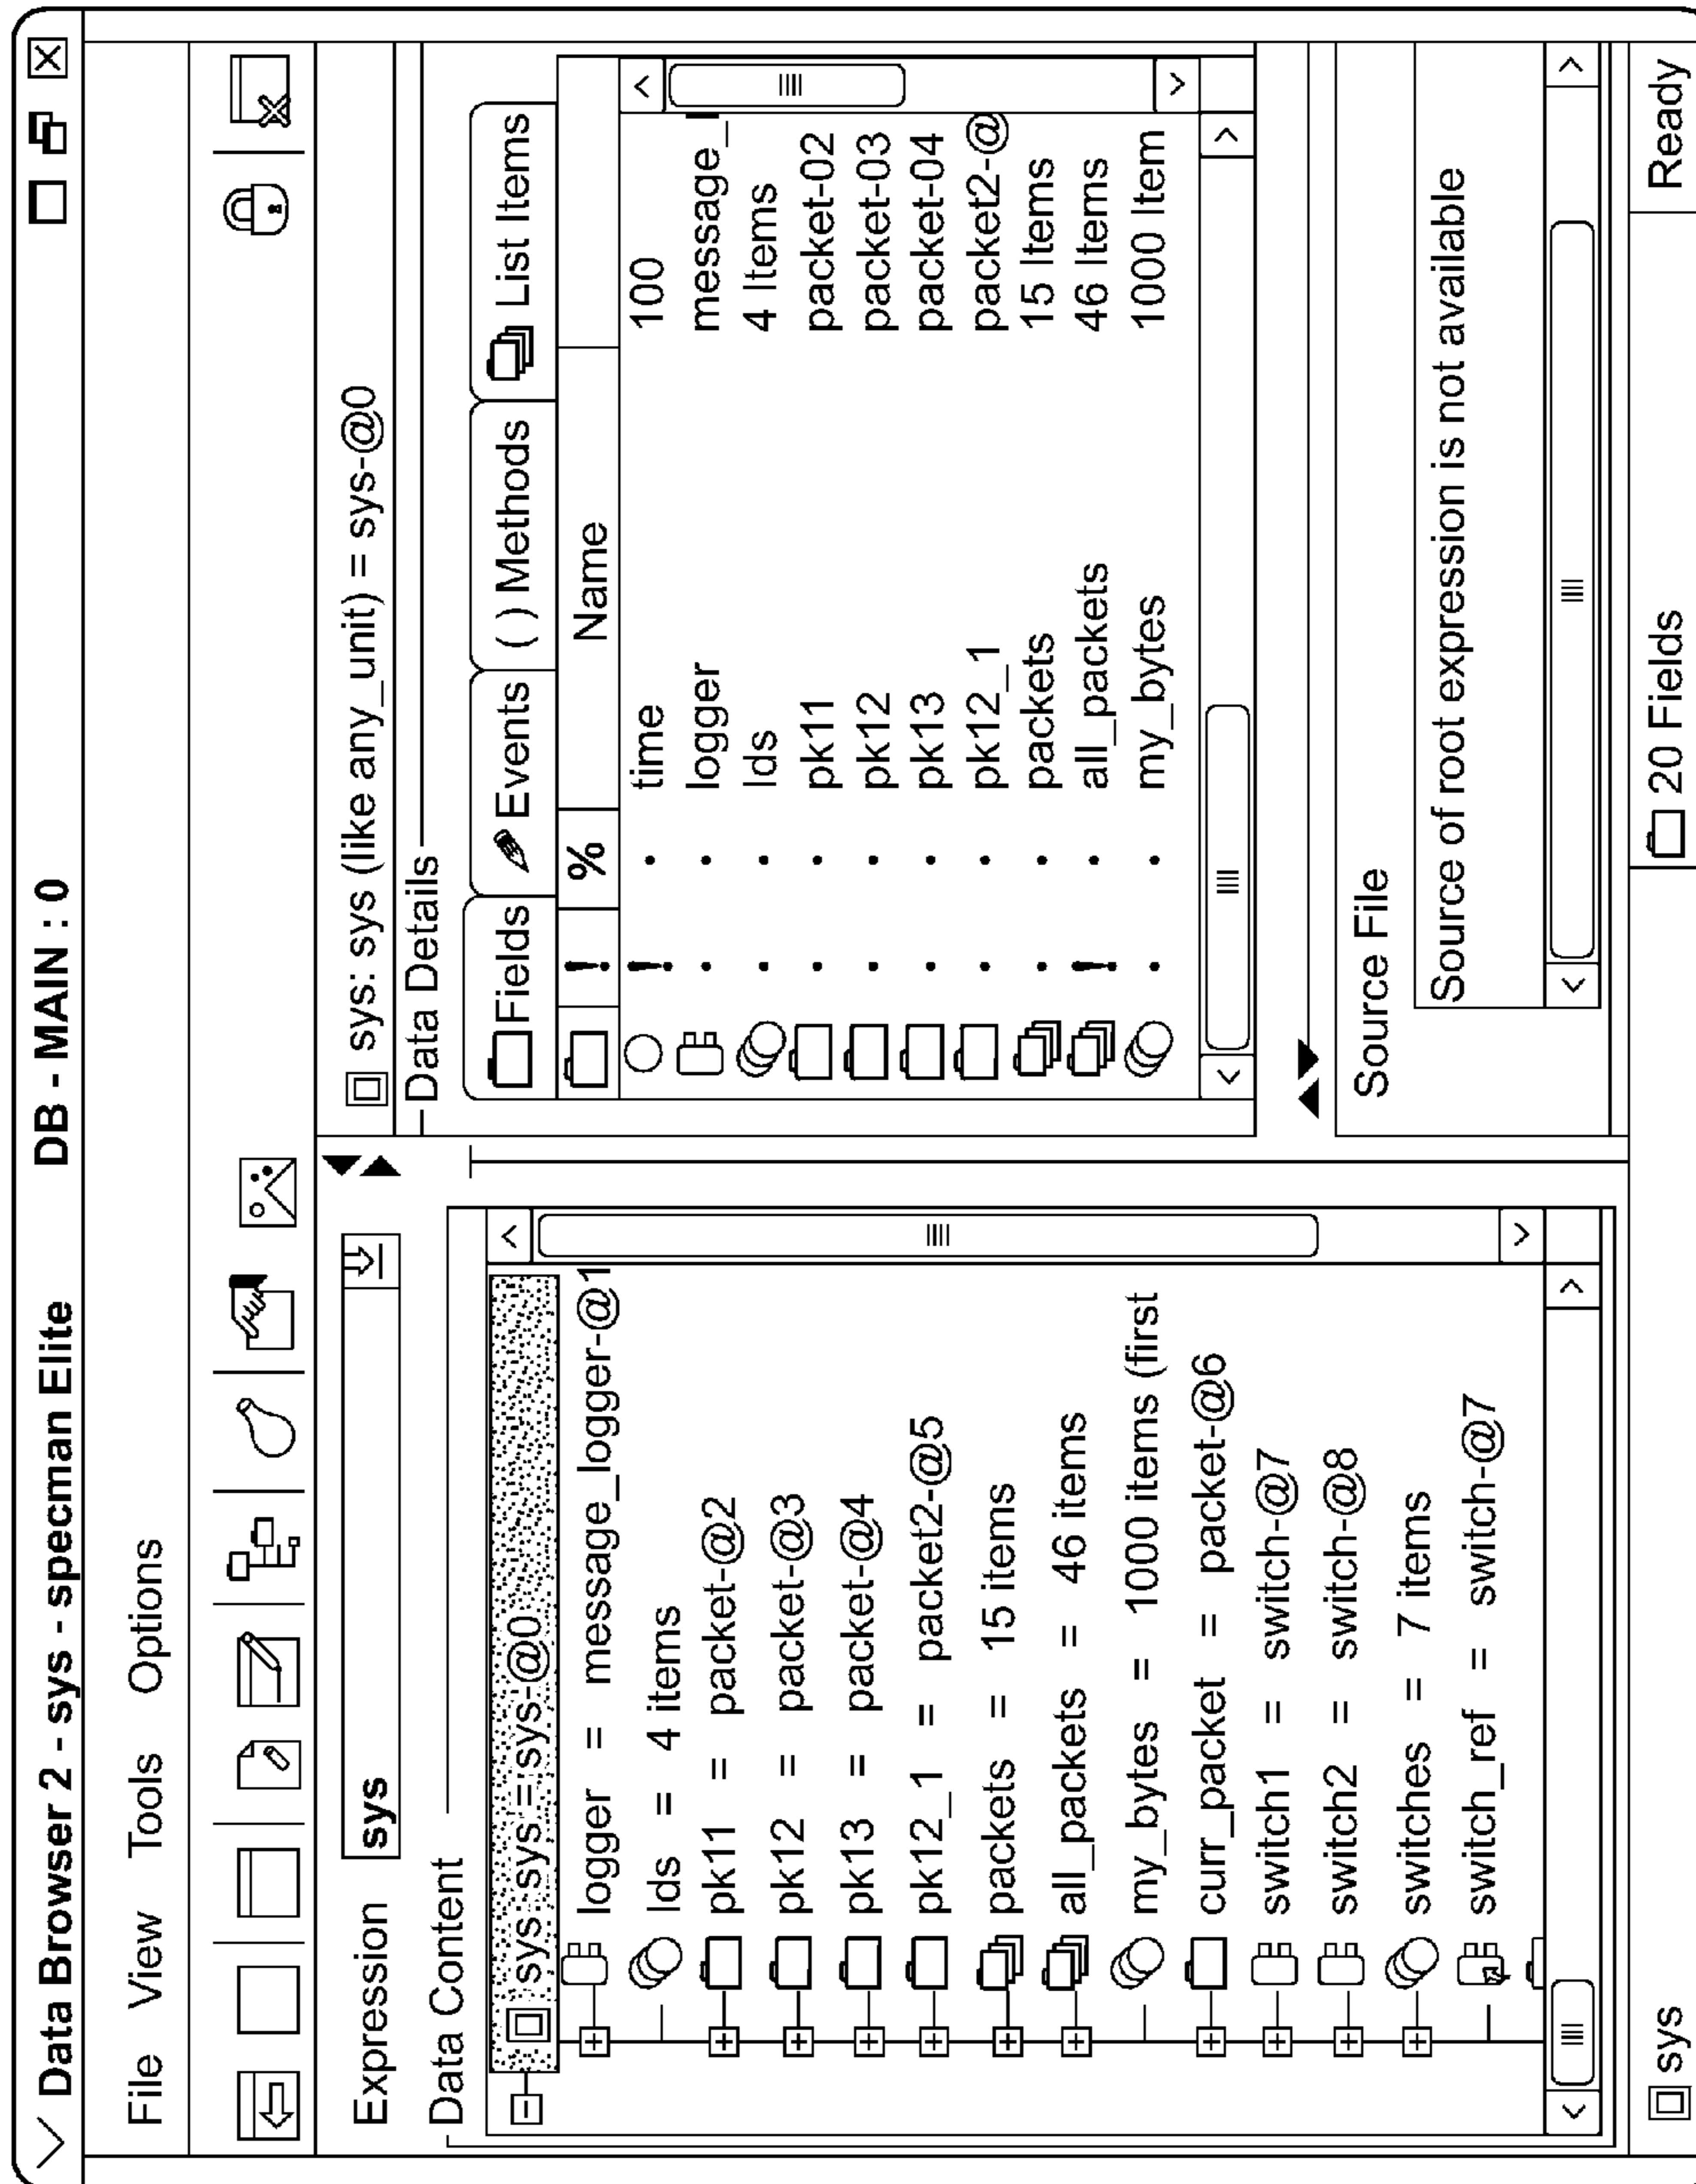 Data Browser 2 - sys - specman Elite DB - MAIN : 0
File View Tools Options
Expression sys
Data Content
sys:sys = sys-@0
logger = message_logger-@1
lds = 4 items
pk11 = packet-@2
pk12 = packet-@3
pk13 = packet-@4
pk12_1 = packet2-@5
packets = 15 items
all_packets = 46 items
my_bytes = 1000 items (first
curr_packet = packet-@6
switch1 = switch-@7
switch2 = switch-@8
switches = 7 items
switch_ref = switch-@7
sys: sys (like any_unit) = sys-@0
Data Details
Fields Events ( ) Methods List Items
! % Name
! . time 100
. . logger message_
. . lds 4 Items
. . pk11 packet-02
. . pk12 packet-03
. . pk13 packet-04
. . pk12_1 packet2-@
. . packets 15 Items
! . all_packets 46 Items
. . my_bytes 1000 Item
Source File
Source of root expression is not available
sys 20 Fields Ready